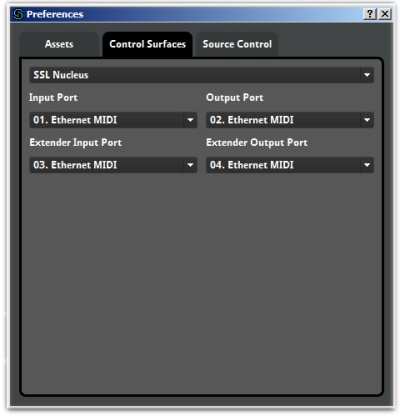 Preferences
Assets Control Surfaces Source Control
SSL Nucleus
Input Port Output Port
01. Ethernet MIDI 02. Ethernet MIDI
Extender Input Port Extender Output Port
03. Ethernet MIDI 04. Ethernet MIDI